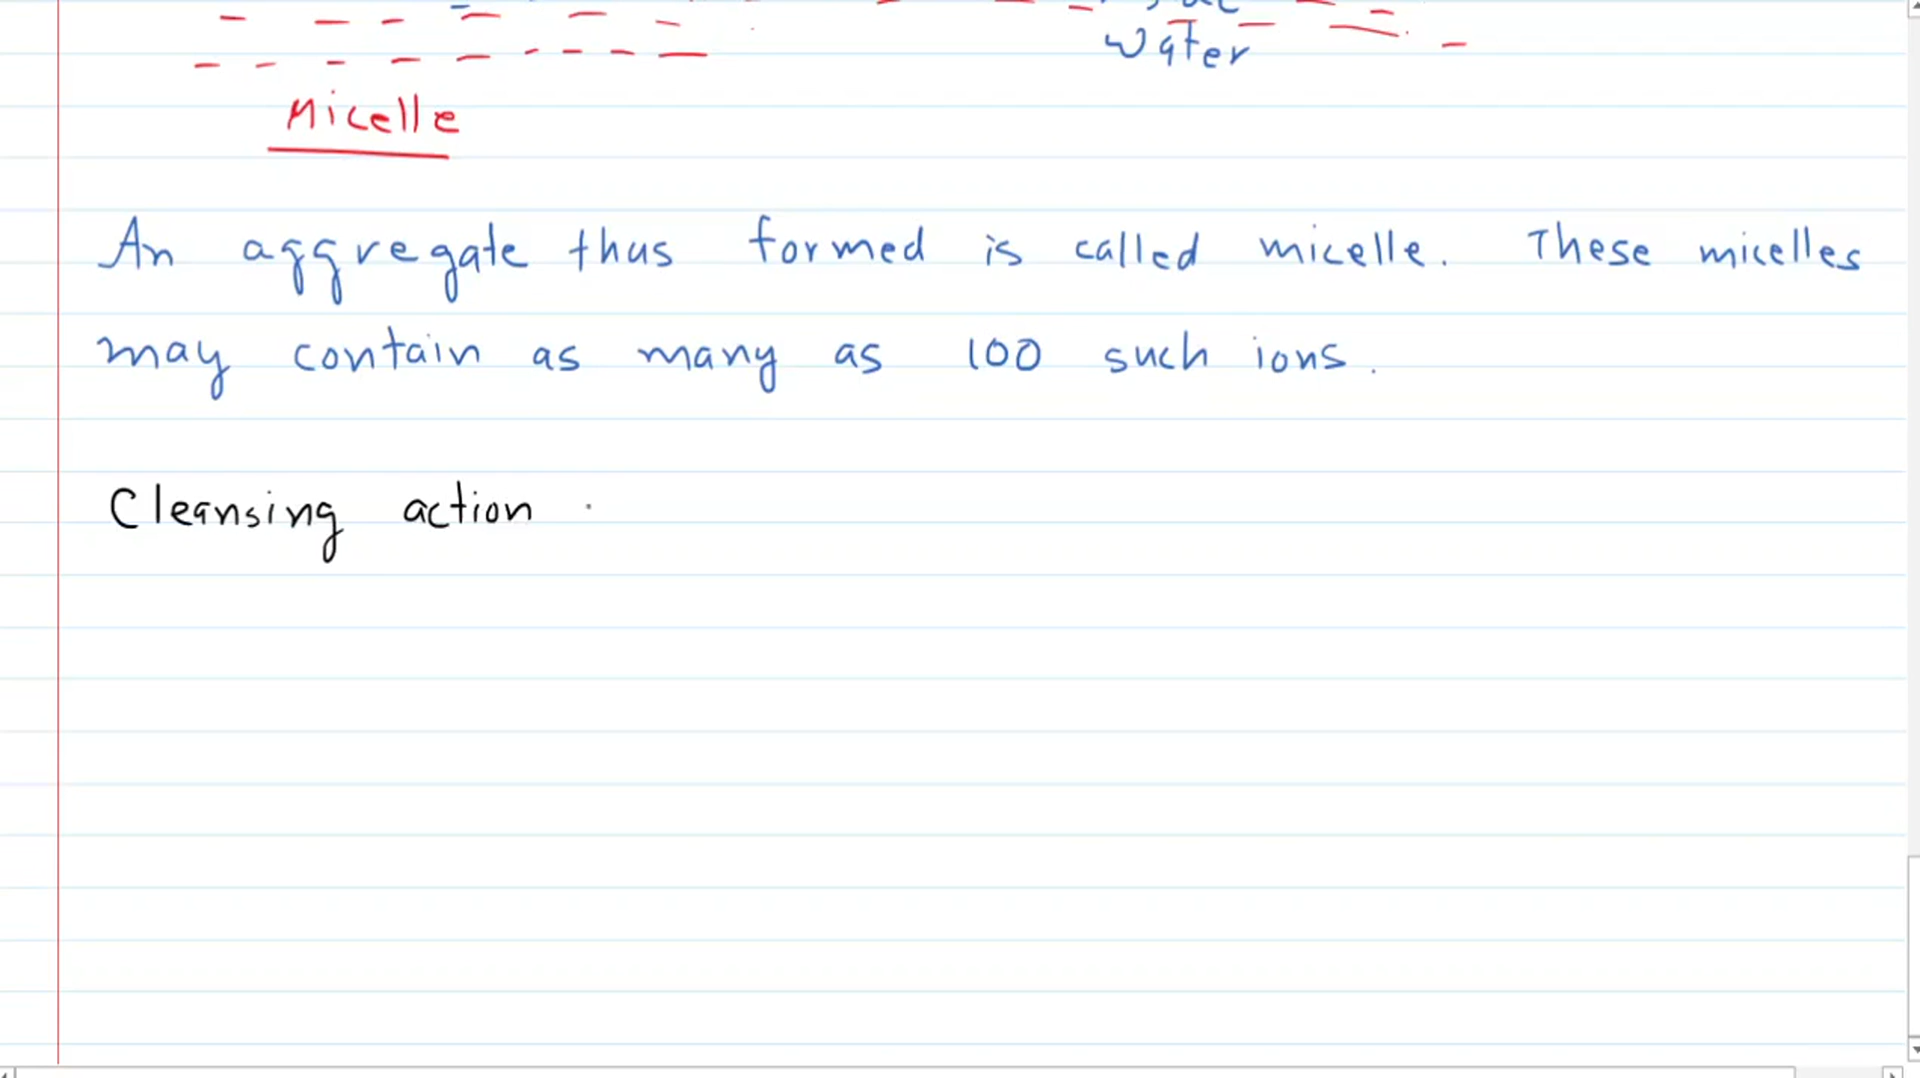 water
Micelle
An aggregate thus formed is called micelle. These micelles
may contain as many as 100 such ions.
Cleansing action